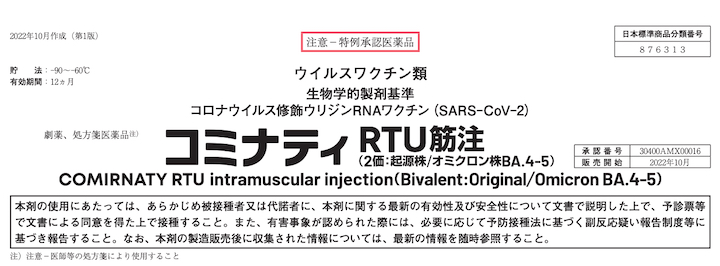 2022年10月作成（第1版）
注意－特例承認医薬品
日本標準商品分類番号
876313
貯　法：-90～-60℃
有効期間：12ヵ月
ウイルスワクチン類
生物学的製剤基準
コロナウイルス修飾ウリジンRNAワクチン（SARS-CoV-2）
劇薬、処方箋医薬品注）
コミナティRTU筋注
（2価：起源株/オミクロン株BA.4-5）
承認番号 30400AMX00016
販売開始 2022年10月
COMIRNATY RTU intramuscular injection(Bivalent:Original/Omicron BA.4-5)
本剤の使用にあたっては、あらかじめ被接種者又は代諾者に、本剤に関する最新の有効性及び安全性について文書で説明した上で、予診票等
で文書による同意を得た上で接種すること。また、有害事象が認められた際には、必要に応じて予防接種法に基づく副反応疑い報告制度等に
基づき報告すること。なお、本剤の製造販売後に収集された情報については、最新の情報を随時参照すること。
注）注意－医師等の処方箋により使用すること